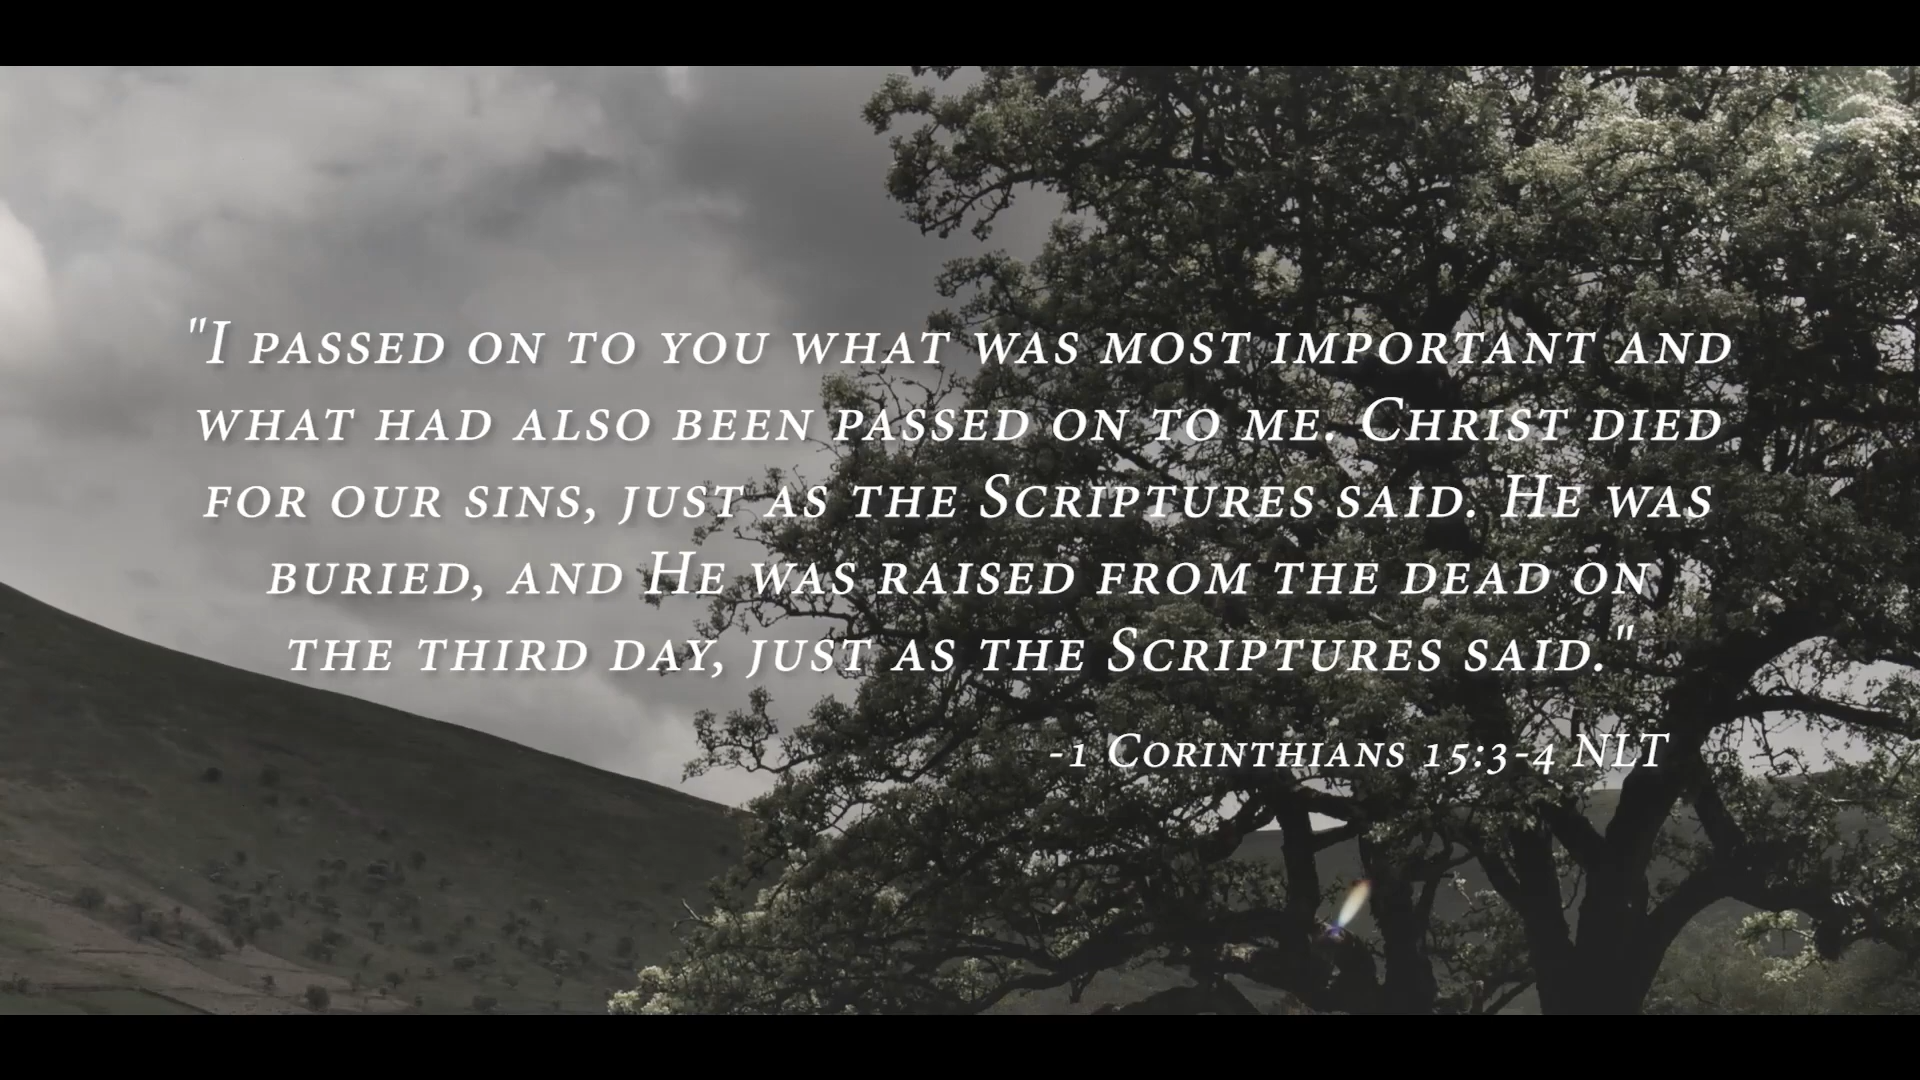 "I passed on to you what was most important and
what had also been passed on to me. Christ died
for our sins, just as the Scriptures said. He was
buried, and He was raised from the dead on
the third day, just as the Scriptures said."
-1 Corinthians 15:3-4 NLT